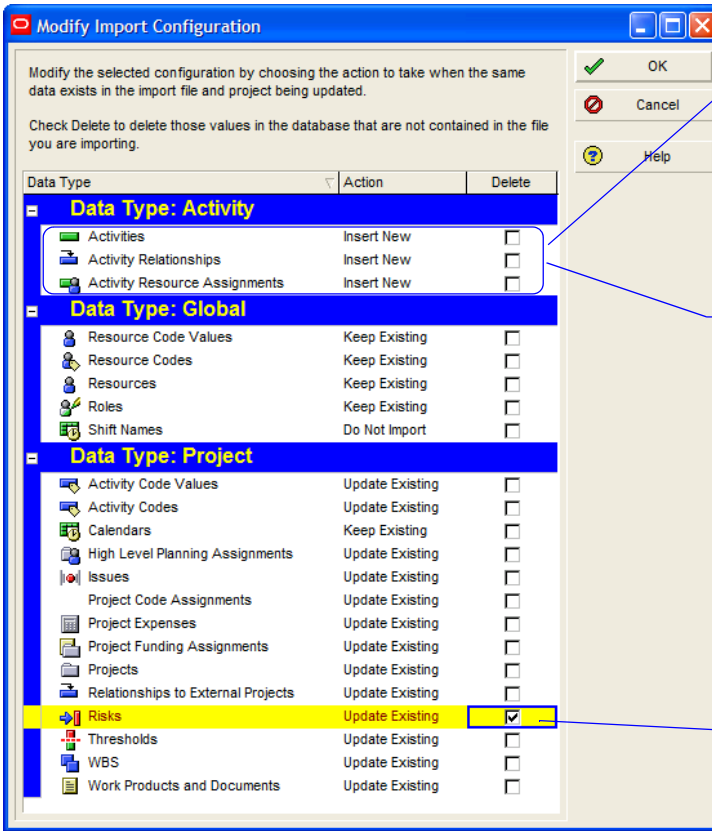 Modify Import Configuration
Modify the selected configuration by choosing the action to take when the same
data exists in the import file and project being updated.
Check Delete to delete those values in the database that are not contained in the file
you are importing.
OK
Cancel
Help
Data Type Action Delete
Data Type: Activity
Activities Insert New
Activity Relationships Insert New
Activity Resource Assignments Insert New
Data Type: Global
Resource Code Values Keep Existing
Resource Codes Keep Existing
Resources Keep Existing
Roles Keep Existing
Shift Names Do Not Import
Data Type: Project
Activity Code Values Update Existing
Activity Codes Update Existing
Calendars Keep Existing
High Level Planning Assignments Update Existing
Issues Update Existing
Project Code Assignments Update Existing
Project Expenses Update Existing
Project Funding Assignments Update Existing
Projects Update Existing
Relationships to External Projects Update Existing
Risks Update Existing
Thresholds Update Existing
WBS Update Existing
Work Products and Documents Update Existing